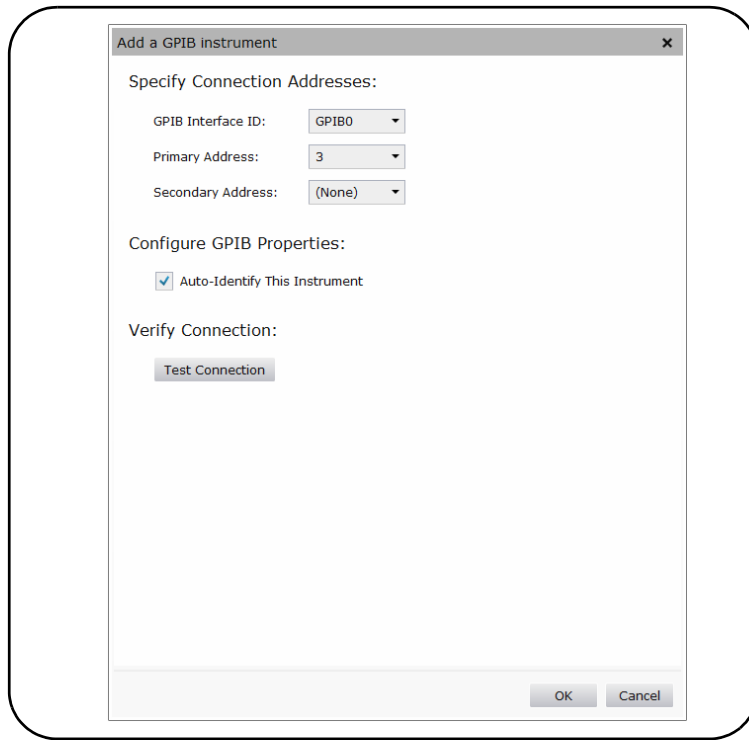 Add a GPIB instrument
Specify Connection Addresses:
GPIB Interface ID: GPIB0
Primary Address: 3
Secondary Address: (None)
Configure GPIB Properties:
Auto-Identify This Instrument
Verify Connection:
Test Connection
OK Cancel